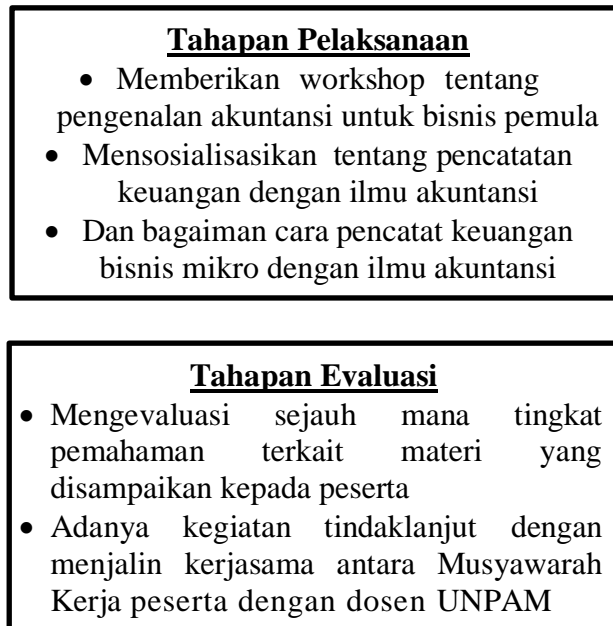 Tahapan Pelaksanaan
• Memberikan workshop tentang
pengenalan akuntansi untuk bisnis pemula
• Mensosialisasikan tentang pencatatan
keuangan dengan ilmu akuntansi
• Dan bagaiman cara pencatat keuangan
bisnis mikro dengan ilmu akuntansi
Tahapan Evaluasi
• Mengevaluasi sejauh mana tingkat
pemahaman terkait materi yang
disampaikan kepada peserta
• Adanya kegiatan tindaklanjut dengan
menjalin kerjasama antara Musyawarah
Kerja peserta dengan dosen UNPAM